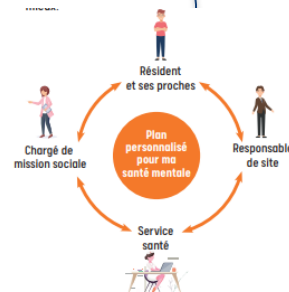 mieux.
Résident
et ses proches
Chargé de
mission sociale
Plan
personnalisé
pour ma
santé mentale
Responsable
de site
Service
santé